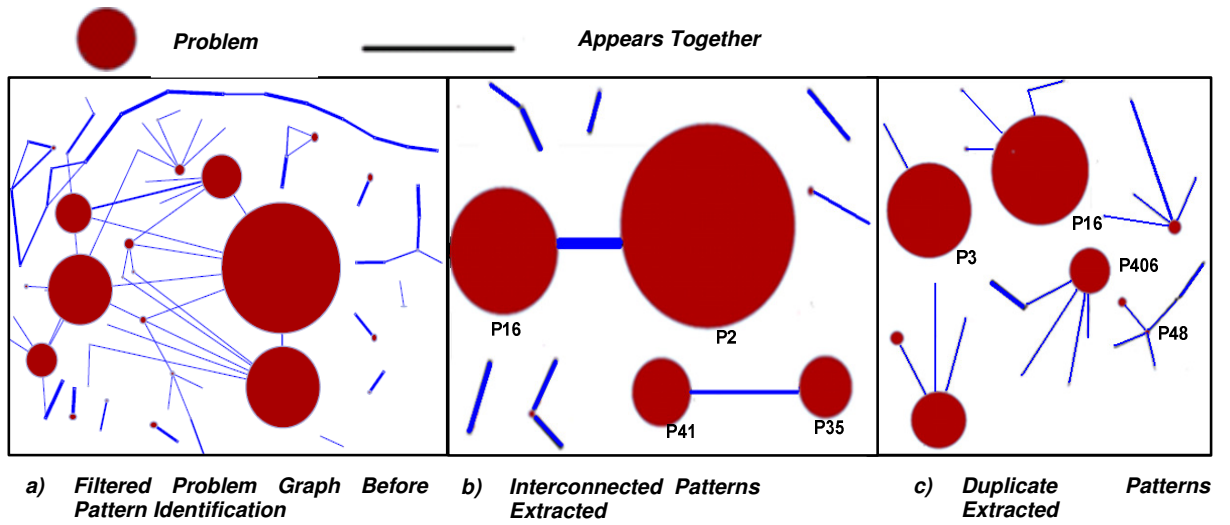 Problem
Appears Together
P16
P2
P41
P35
P3
P16
P406
P48
a) Filtered Problem Graph Before
Pattern Identification
b) Interconnected Patterns
Extracted
c) Duplicate Patterns
Extracted